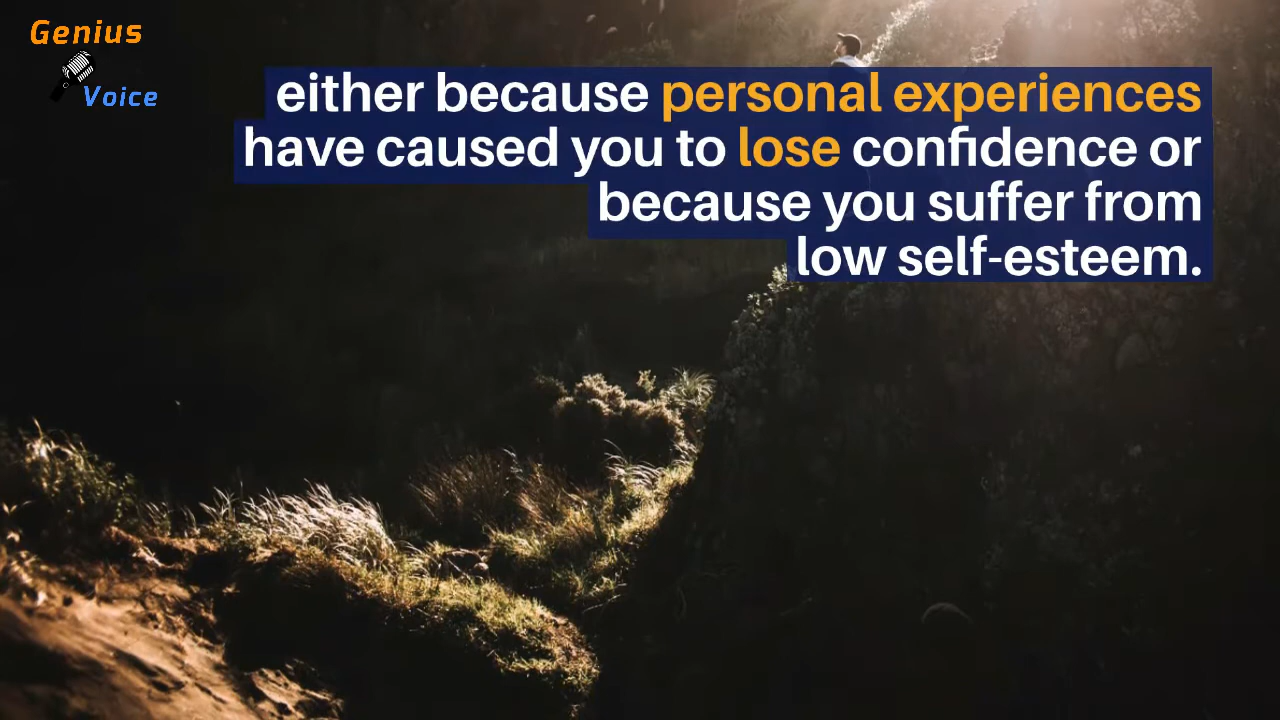 Genius
Voice
either because personal experiences
have caused you to lose confidence or
because you suffer from
low self-esteem.